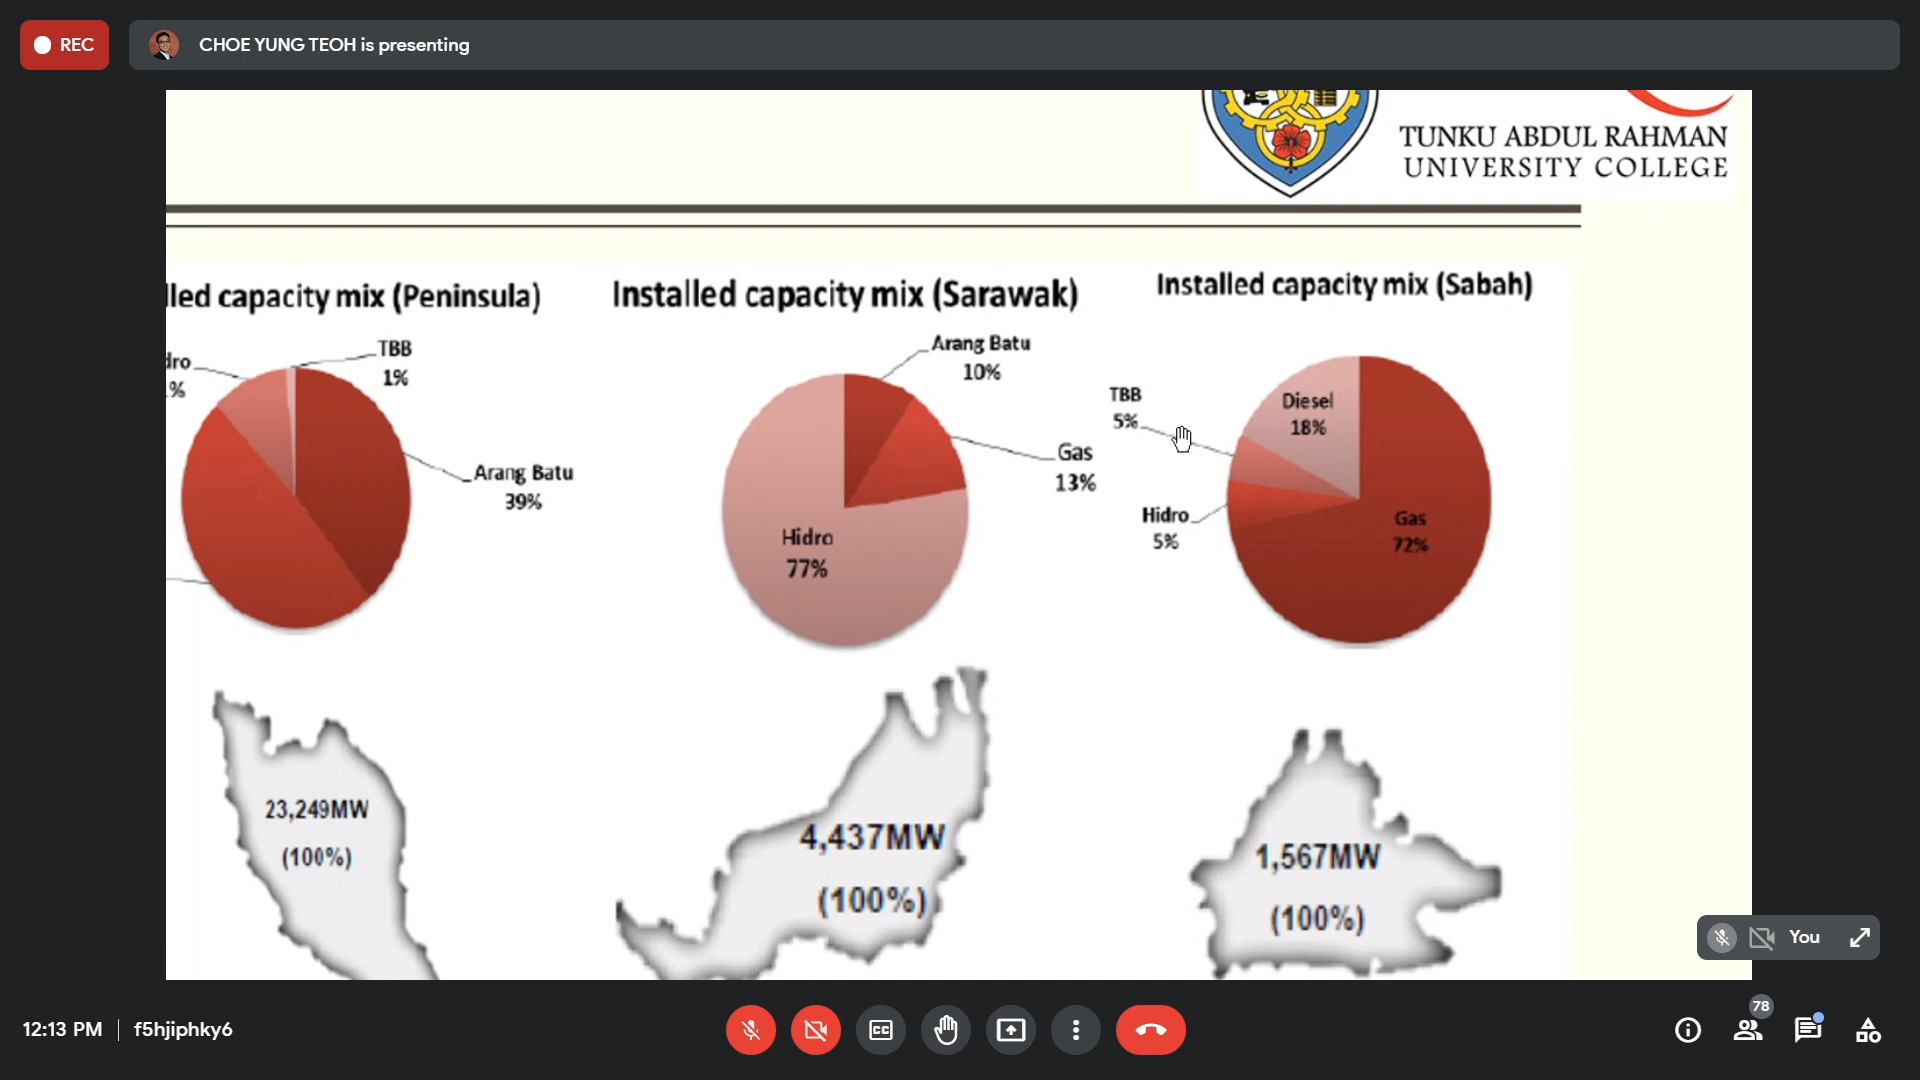 REC
CHOE YUNG TEOH is presenting
TUNKU ABDUL RAHMAN
UNIVERSITY COLLEGE
lled capacity mix (Peninsula)
Installed capacity mix (Sarawak)
Installed capacity mix (Sabah)
dro
%
TBB
1%
Arang Batu
39%
Arang Batu
10%
Gas
13%
Hidro
77%
TBB
5%
Diesel
18%
Hidro
5%
Gas
72%
23,249MW
(100%)
4,437MW
(100%)
1,567MW
(100%)
You
12:13 PM
f5hjiphky6
CC
78